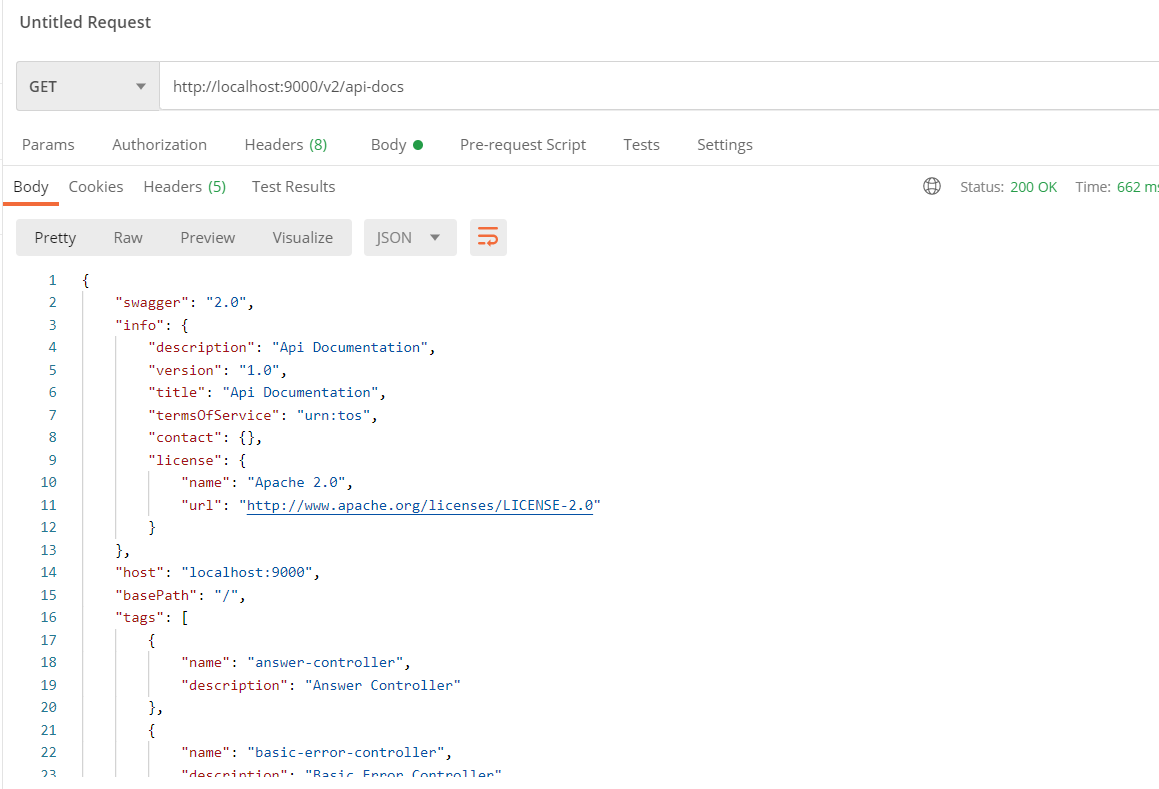 Untitled Request
GET http://localhost:9000/v2/api-docs
Params Authorization Headers (8) Body Pre-request Script Tests Settings
Body Cookies Headers (5) Test Results Status: 200 OK Time: 662 ms
Pretty Raw Preview Visualize JSON
1 {
2 "swagger": "2.0",
3 "info": {
4 "description": "Api Documentation",
5 "version": "1.0",
6 "title": "Api Documentation",
7 "termsOfService": "urn:tos",
8 "contact": {},
9 "license": {
10 "name": "Apache 2.0",
11 "url": "http://www.apache.org/licenses/LICENSE-2.0"
12 }
13 },
14 "host": "localhost:9000",
15 "basePath": "/",
16 "tags": [
17 {
18 "name": "answer-controller",
19 "description": "Answer Controller"
20 },
21 {
22 "name": "basic-error-controller",
23 "description": "Basic Error Controller"